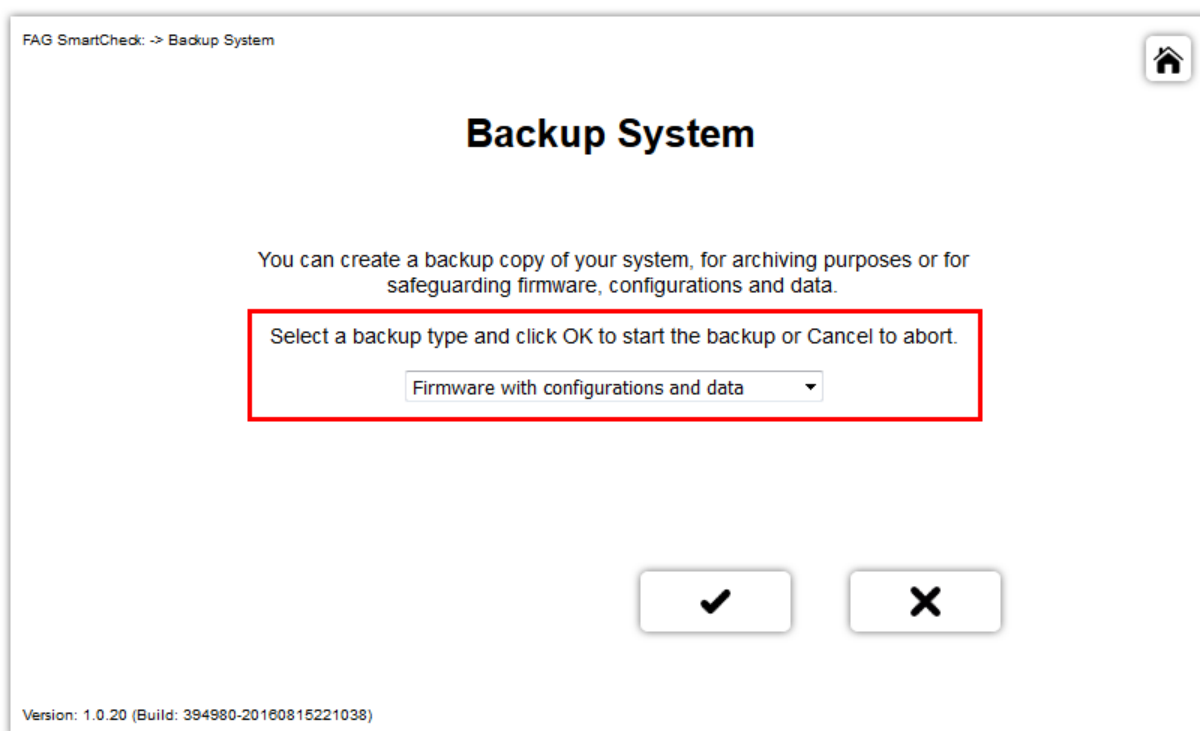 FAG SmartCheck: -> Backup System
Backup System
You can create a backup copy of your system, for archiving purposes or for
safeguarding firmware, configurations and data.
Select a backup type and click OK to start the backup or Cancel to abort.
Firmware with configurations and data
Version: 1.0.20 (Build: 394980-20160815221038)